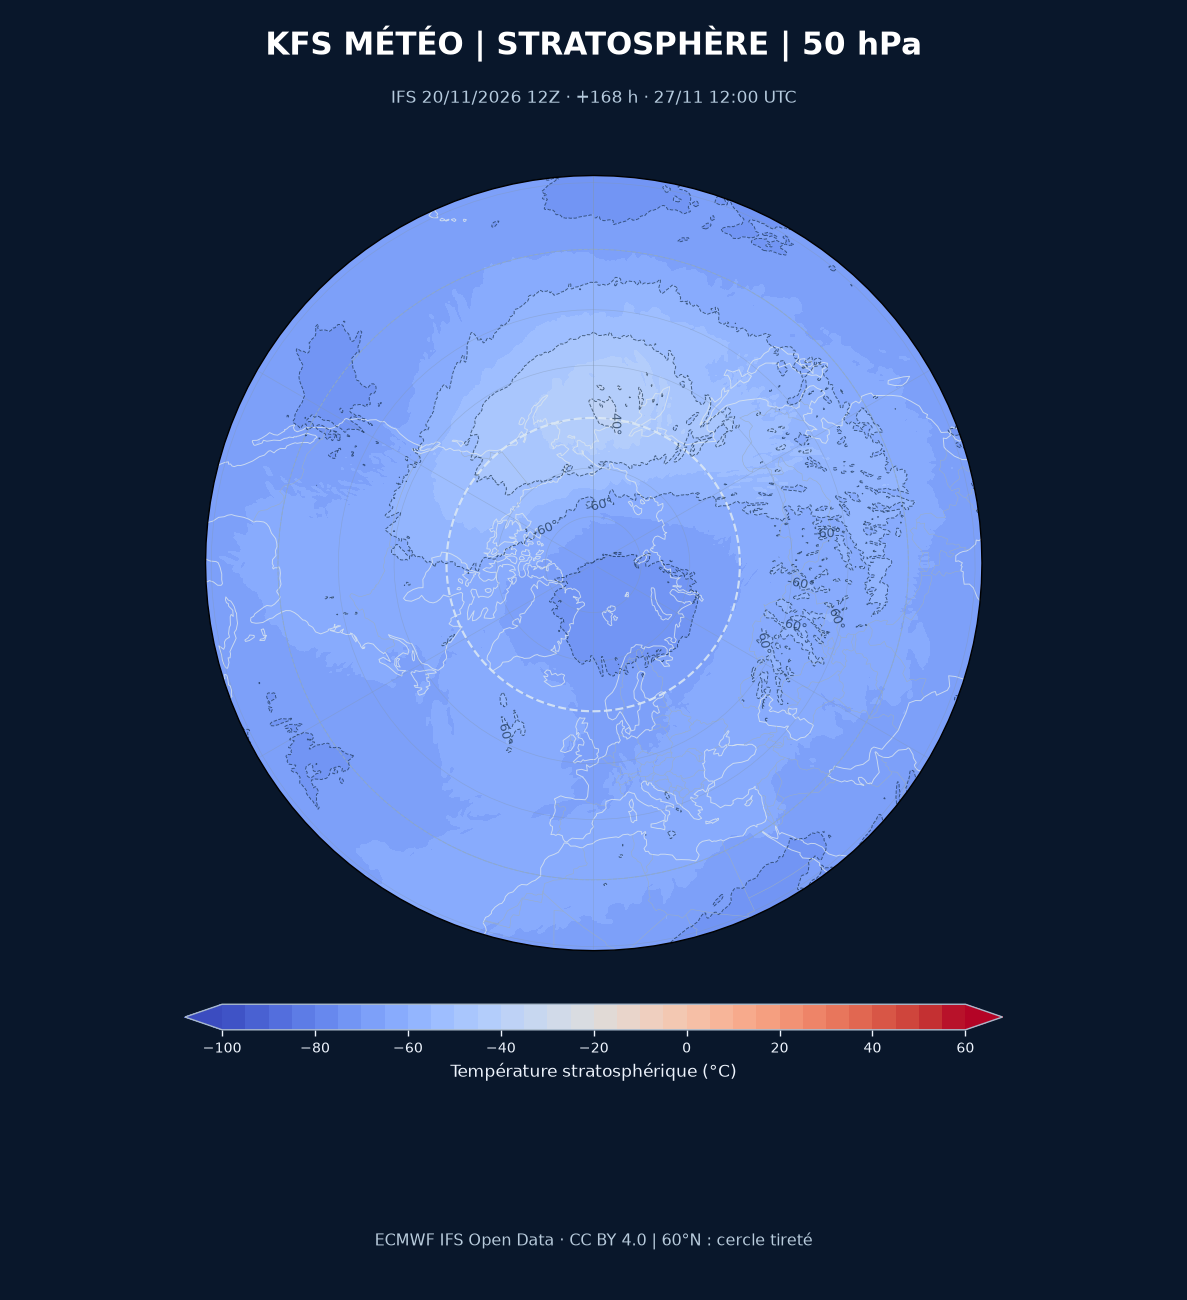 KFS MÉTÉO | STRATOSPHÈRE | 50 hPa
IFS 20/11/2026 12Z · +168 h · 27/11 12:00 UTC
-40°
-60°
-60°
60°
60°
60°
60°
60°
-60°
−100 −80 −60 −40 −20 0 20 40 60
Température stratosphérique (°C)
ECMWF IFS Open Data · CC BY 4.0 | 60°N : cercle tireté